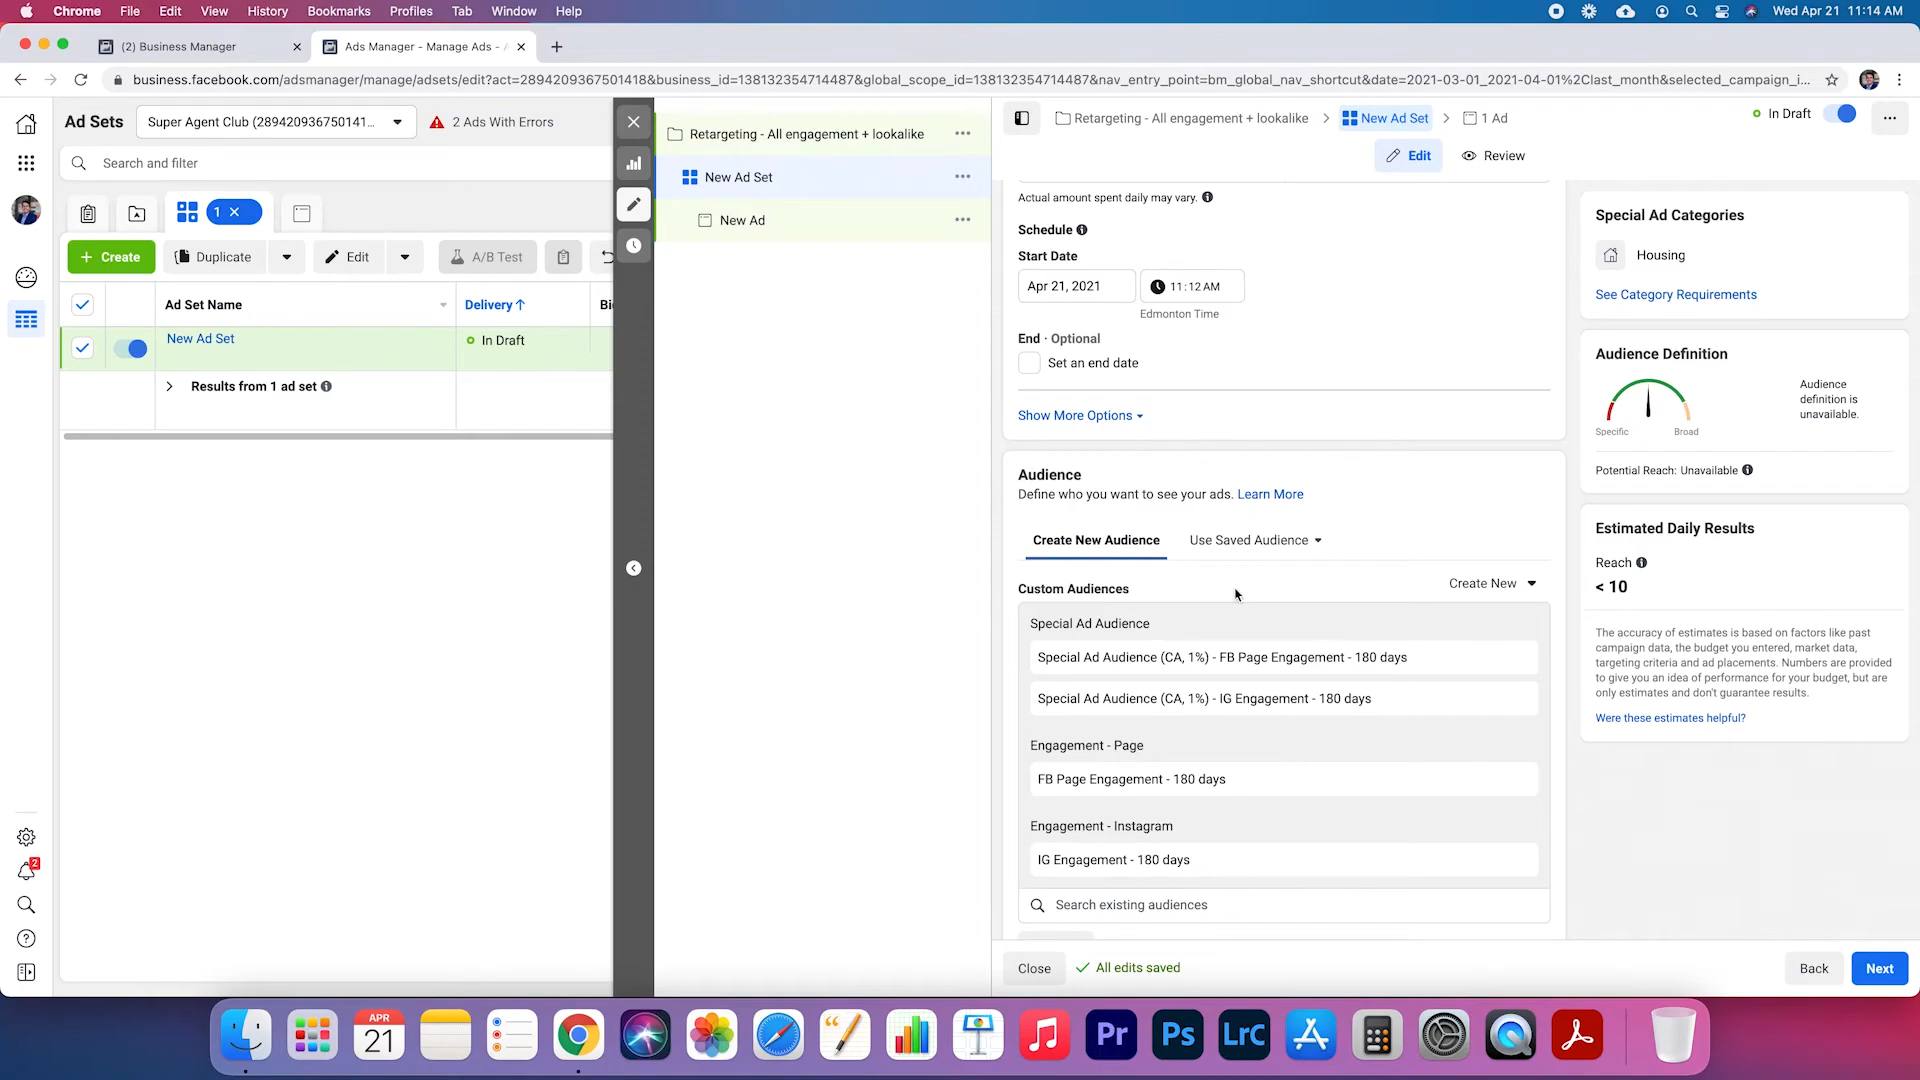 Chrome File Edit View History Bookmarks Profiles Tab Window Help Wed Apr 21 11:14 AM
(2) Business Manager
Ads Manager - Manage Ads -
business.facebook.com/adsmanager/manage/adsets/edit?act=2894209367501418&business_id=138132354714487&global_scope_id=138132354714487&nav_entry_point=bm_global_nav_shortcut&date=2021-03-01_2021-04-01%2Clast_month&selected_campaign_i...
Ad Sets
Super Agent Club (289420936750141...
2 Ads With Errors
Search and filter
1
Create
Duplicate
Edit
A/B Test
Ad Set Name
Delivery↑
Bi
New Ad Set
In Draft
Results from 1 ad set
2
Retargeting - All engagement + lookalike
New Ad Set
New Ad
Retargeting - All engagement + lookalike
New Ad Set
1 Ad
In Draft
Edit
Review
Actual amount spent daily may vary.
Schedule
Start Date
Apr 21, 2021
11:12 AM
Edmonton Time
End · Optional
Set an end date
Show More Options
Audience
Define who you want to see your ads. Learn More
Create New Audience
Use Saved Audience
Custom Audiences
Create New
Special Ad Audience
Special Ad Audience (CA, 1%) - FB Page Engagement - 180 days
Special Ad Audience (CA, 1%) - IG Engagement - 180 days
Engagement - Page
FB Page Engagement - 180 days
Engagement - Instagram
IG Engagement - 180 days
Search existing audiences
Close
All edits saved
Back
Next
Special Ad Categories
Housing
See Category Requirements
Audience Definition
Audience
definition is
unavailable.
Specific
Broad
Potential Reach: Unavailable
Estimated Daily Results
Reach
< 10
The accuracy of estimates is based on factors like past
campaign data, the budget you entered, market data,
targeting criteria and ad placements. Numbers are provided
to give you an idea of performance for your budget, but are
only estimates and don't guarantee results.
Were these estimates helpful?
APR
21
Pr
Ps
LrC